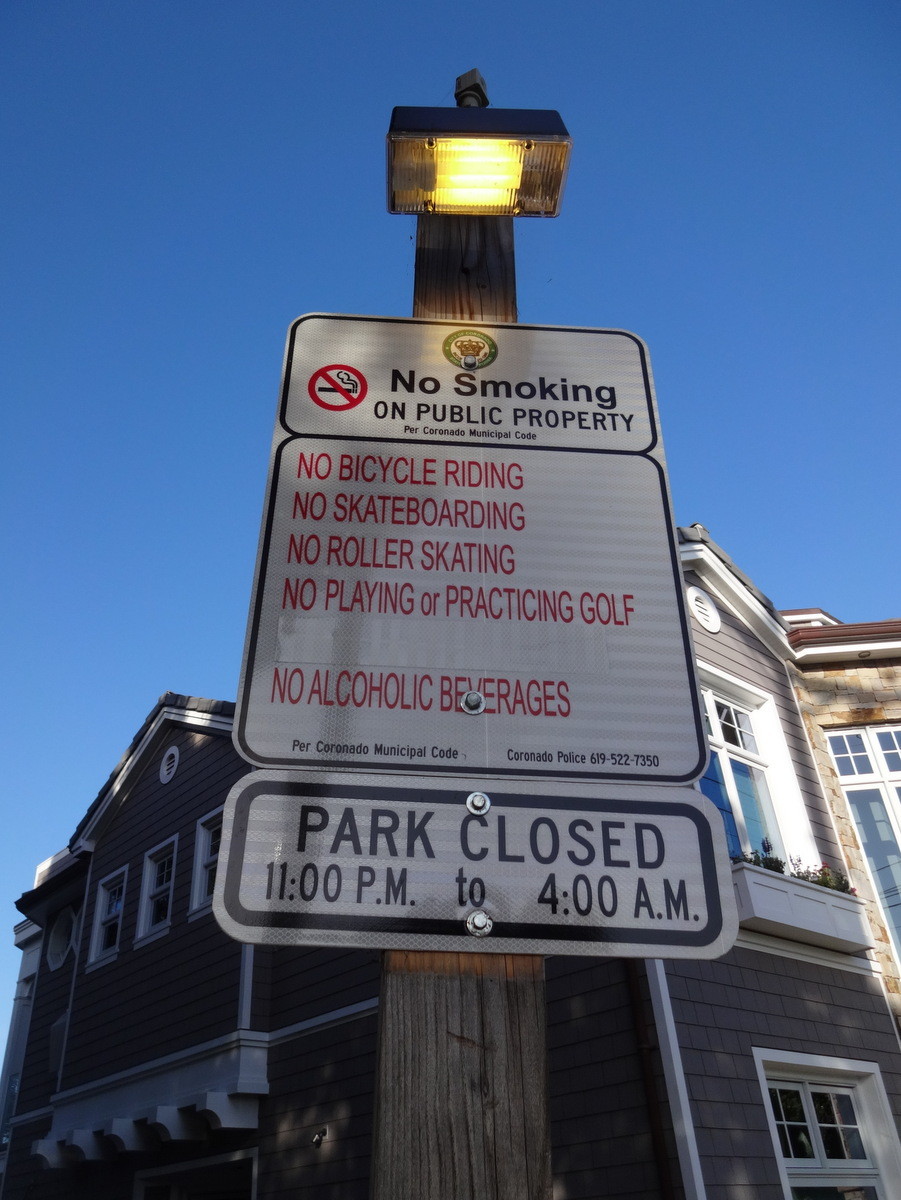 No Smoking
ON PUBLIC PROPERTY
Per Coronado Municipal Code
NO BICYCLE RIDING
NO SKATEBOARDING
NO ROLLER SKATING
NO PLAYING or PRACTICING GOLF
NO ALCOHOLIC BEVERAGES
Per Coronado Municipal Code Coronado Police 619-522-7350
PARK CLOSED
11:00 P.M. to 4:00 A.M.